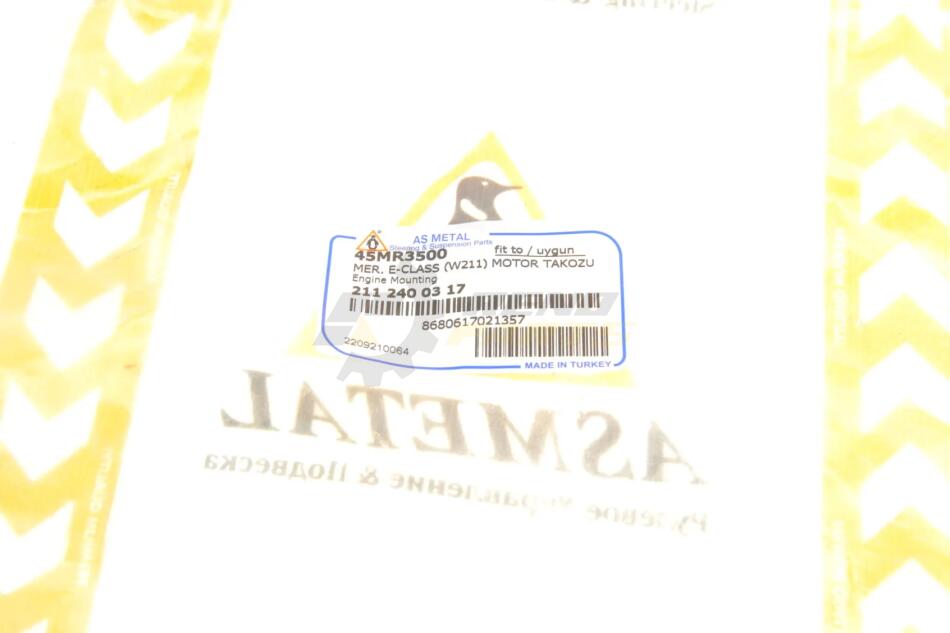 AS METAL
Steering & Suspension Parts
45MR3500 fit to / uygun
MER. E-CLASS (W211) MOTOR TAKOZU
Engine Mounting
211 240 03 17
8680617021357
2209210064
MADE IN TURKEY
ASMETAL
Рулевое Управление & Подвеска